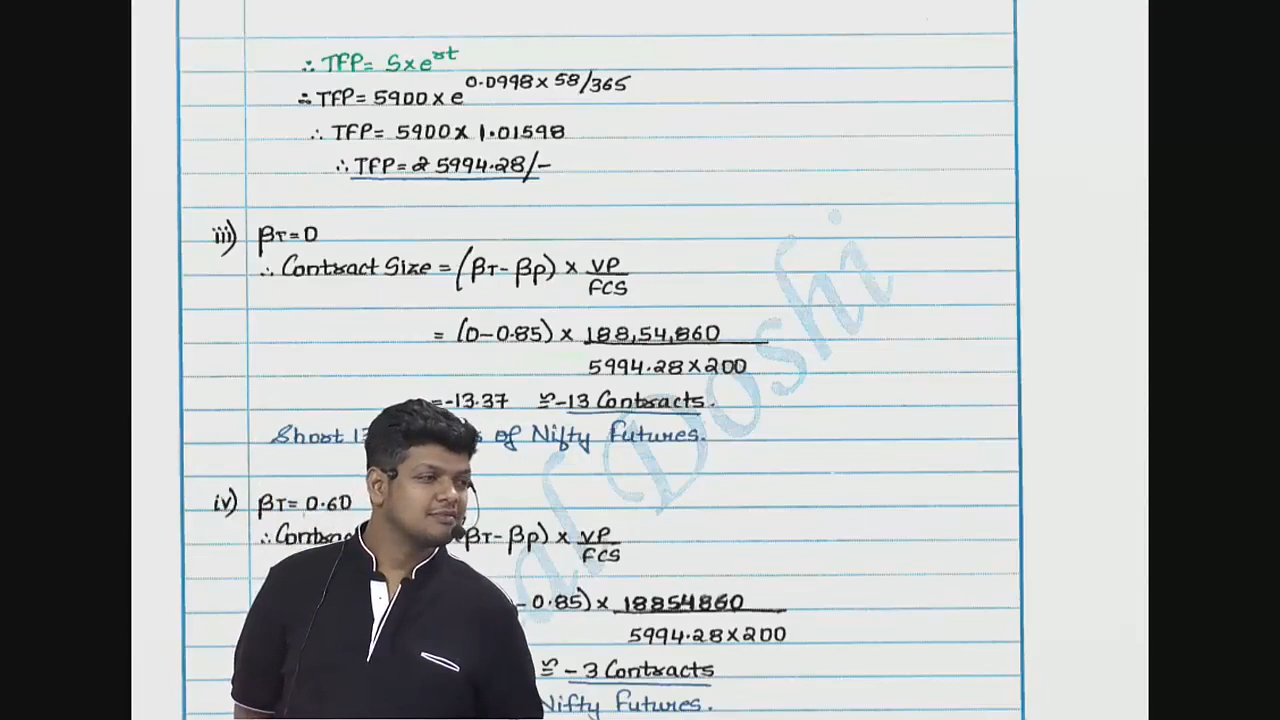 ∴ TFP = S × e^rt
∴ TFP = 5900 × e^0.0998 × 58/365
∴ TFP = 5900 × 1.01598
∴ TFP = ₹ 5994.28/-
iii) βT = 0
∴ Contract Size = (βT - βp) × VP
FCS
= (0 - 0.85) × 188,54,860
5994.28 × 200
= -13.37 ≌ -13 Contracts.
Short 13 of Nifty Futures.
iv) βT = 0.60
∴ βT - βp) × VP
FCS
- 0.85) × 18854860
5994.28 × 200
≌ - 3 Contracts
Nifty Futures.
al Doshi